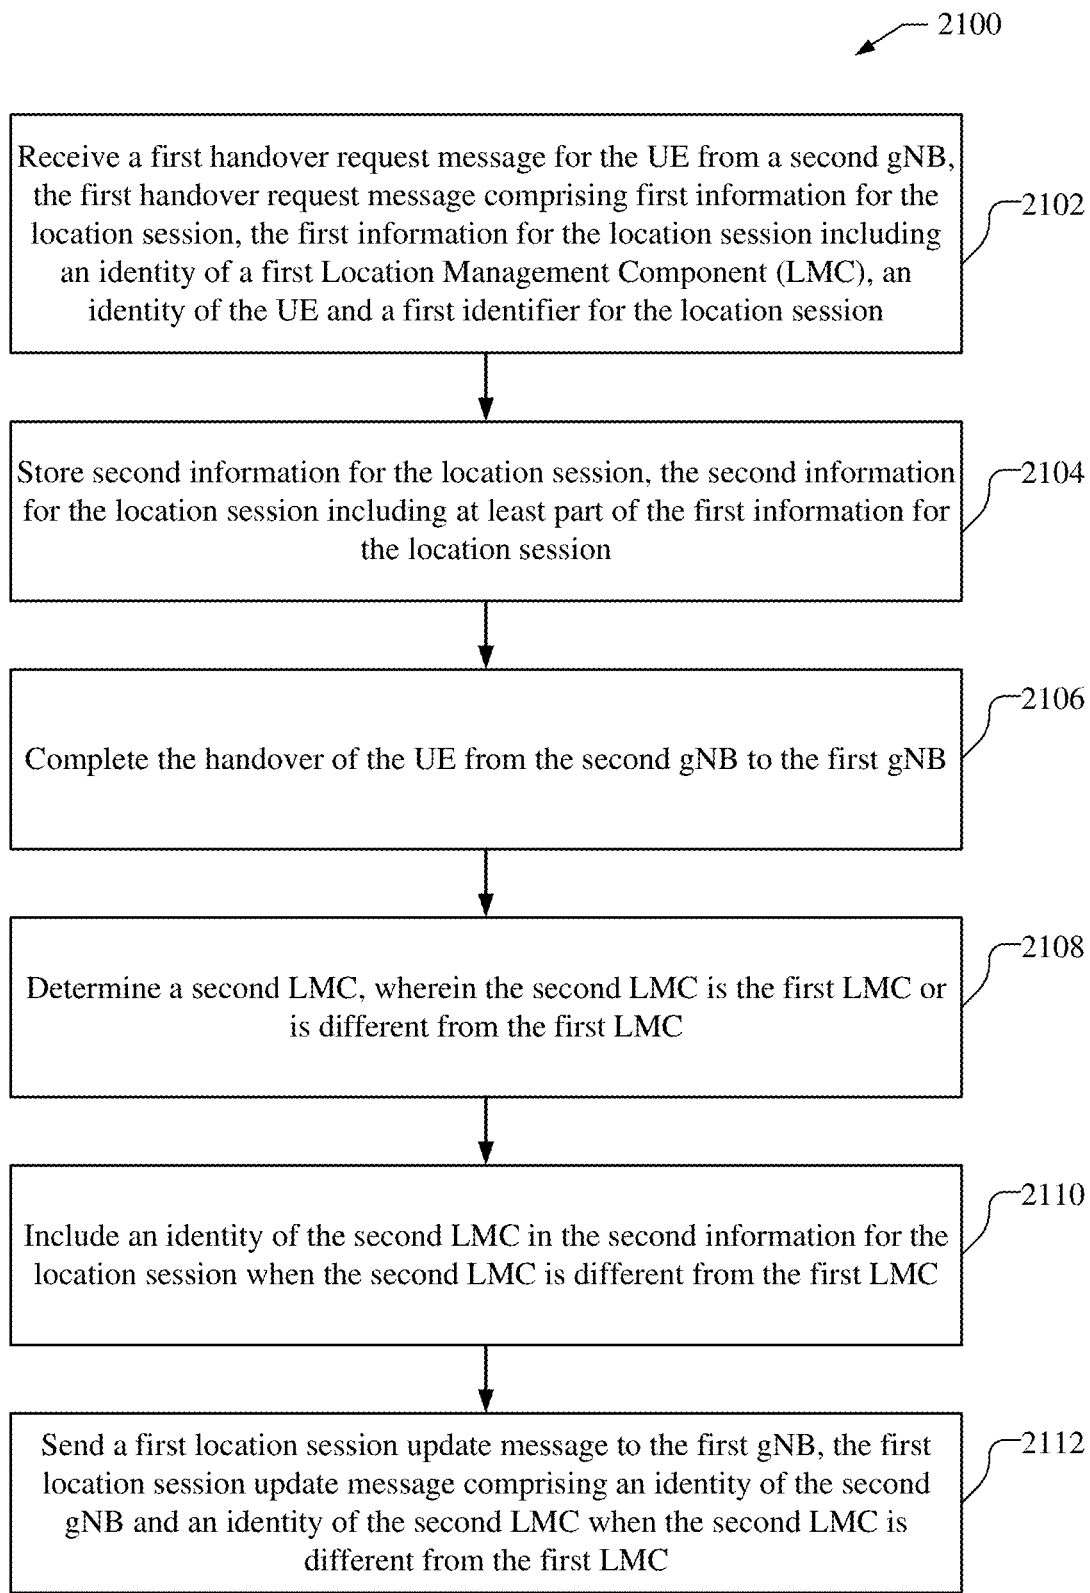 2100
Receive a first handover request message for the UE from a second gNB,
the first handover request message comprising first information for the
location session, the first information for the location session including
an identity of a first Location Management Component (LMC), an
identity of the UE and a first identifier for the location session
2102
Store second information for the location session, the second information
for the location session including at least part of the first information for
the location session
2104
Complete the handover of the UE from the second gNB to the first gNB
2106
Determine a second LMC, wherein the second LMC is the first LMC or
is different from the first LMC
2108
Include an identity of the second LMC in the second information for the
location session when the second LMC is different from the first LMC
2110
Send a first location session update message to the first gNB, the first
location session update message comprising an identity of the second
gNB and an identity of the second LMC when the second LMC is
different from the first LMC
2112